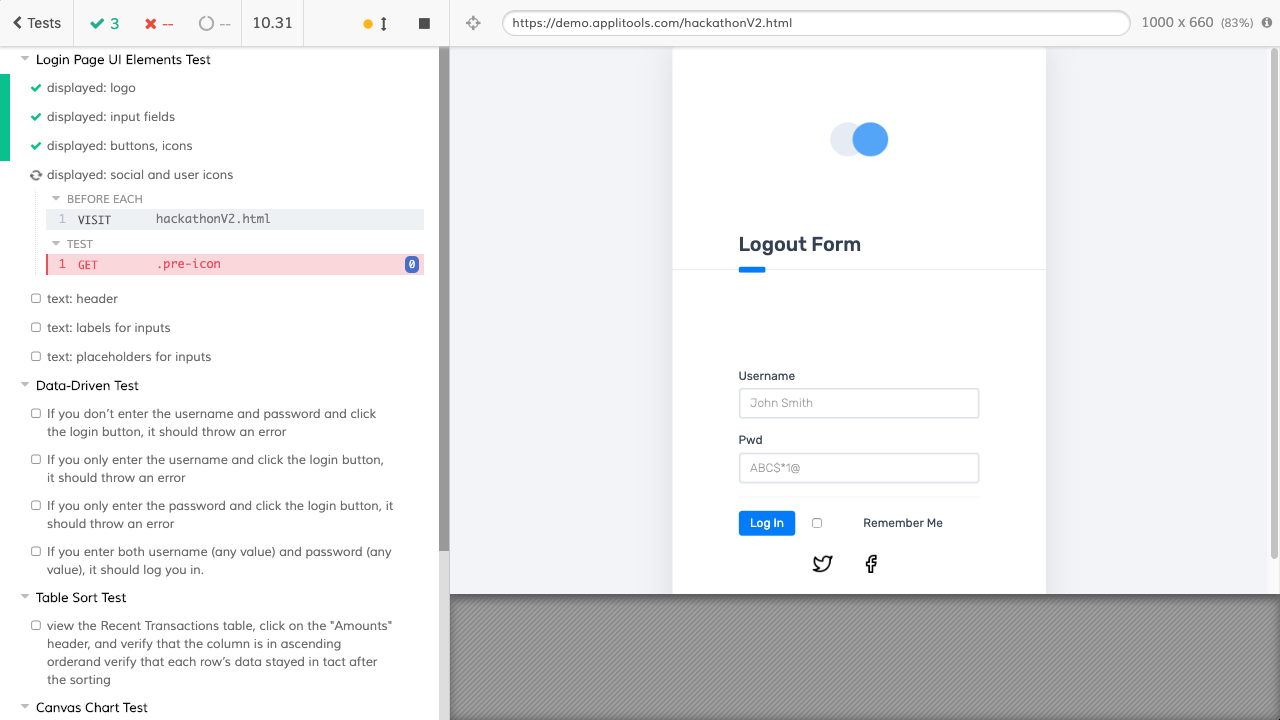 Tests
3
--
--
10.31
https://demo.applitools.com/hackathonV2.html
1000 x 660 (83%)
Login Page UI Elements Test
displayed: logo
displayed: input fields
displayed: buttons, icons
displayed: social and user icons
BEFORE EACH
1 VISIT hackathonV2.html
TEST
1 GET .pre-icon 0
text: header
text: labels for inputs
text: placeholders for inputs
Data-Driven Test
If you don't enter the username and password and click
the login button, it should throw an error
If you only enter the username and click the login button,
it should throw an error
If you only enter the password and click the login button, it
should throw an error
If you enter both username (any value) and password (any
value), it should log you in.
Table Sort Test
view the Recent Transactions table, click on the "Amounts"
header, and verify that the column is in ascending
orderand verify that each row's data stayed in tact after
the sorting
Canvas Chart Test
Logout Form
Username
John Smith
Pwd
ABC$*1@
Log In
Remember Me